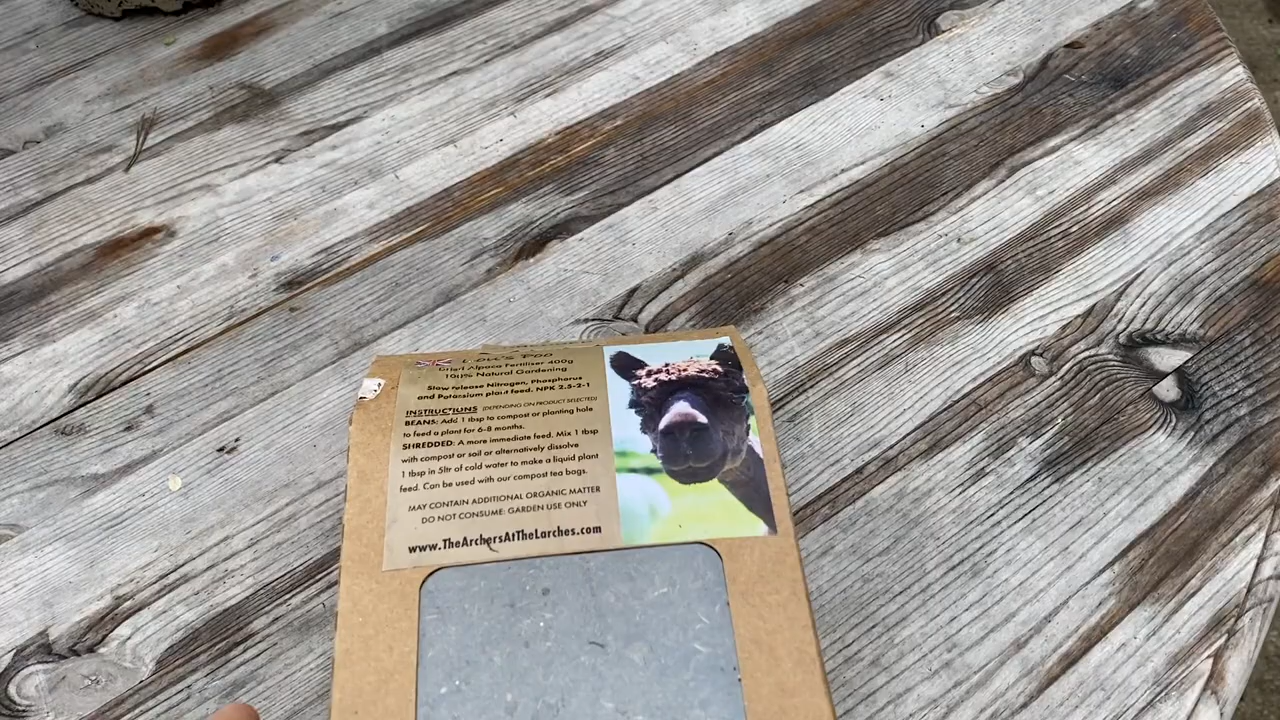 Poo
Dried Alpaca Fertiliser 400g
100% Natural Gardening
Slow release Nitrogen, Phosphorus
and Potassium plant feed. NPK 2.5-2-1
INSTRUCTIONS (DEPENDING ON PRODUCT SELECTED)
BEANS: Add 1 tbsp to compost or planting hole
to feed a plant for 6-8 months.
SHREDDED: A more immediate feed. Mix 1 tbsp
with compost or soil or alternatively dissolve
1 tbsp in 5ltr of cold water to make a liquid plant
feed. Can be used with our compost tea bags.
MAY CONTAIN ADDITIONAL ORGANIC MATTER
DO NOT CONSUME: GARDEN USE ONLY
www.TheArchersAtTheLarches.com